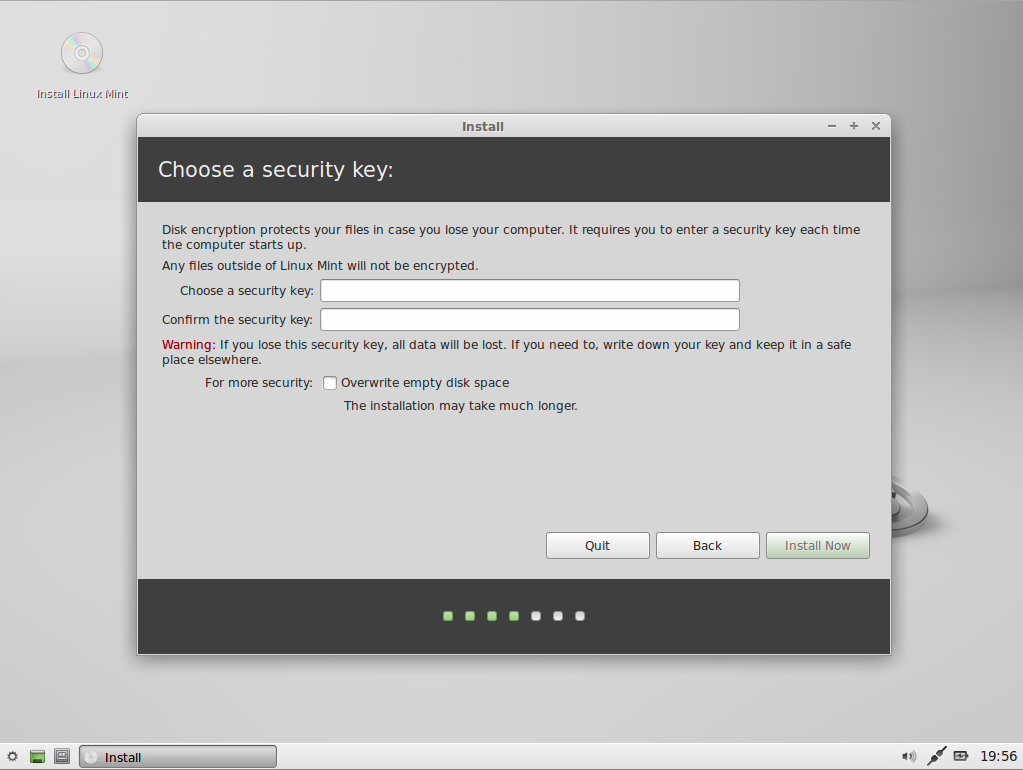 Install Linux Mint
Install
Choose a security key:
Disk encryption protects your files in case you lose your computer. It requires you to enter a security key each time
the computer starts up.
Any files outside of Linux Mint will not be encrypted.
Choose a security key:
Confirm the security key:
Warning: If you lose this security key, all data will be lost. If you need to, write down your key and keep it in a safe
place elsewhere.
For more security: Overwrite empty disk space
The installation may take much longer.
Quit Back Install Now
Install 19:56